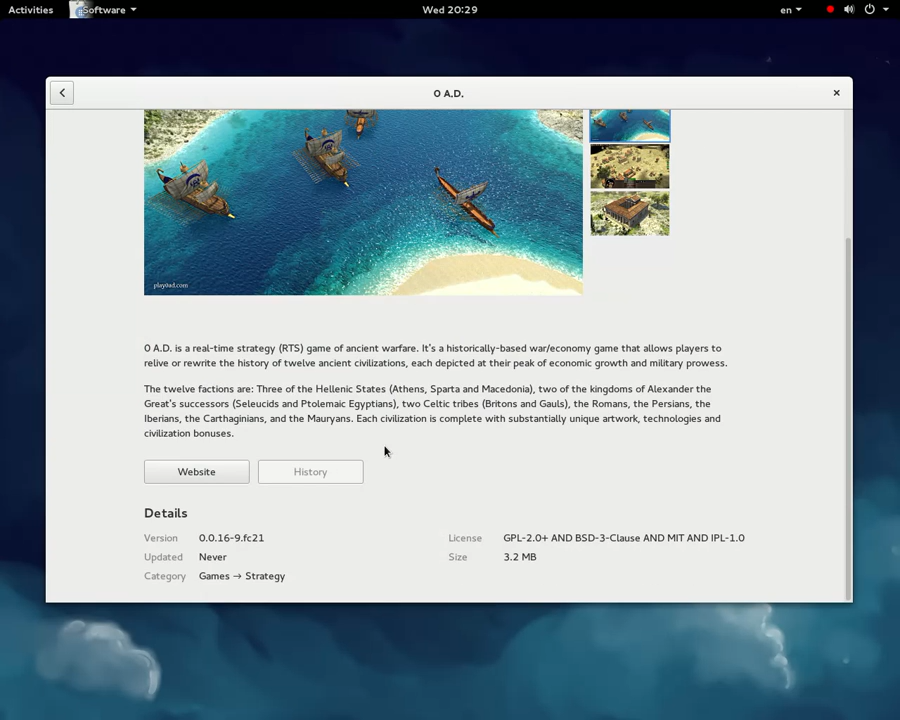 Activities
Software
Wed 20:29
en
0 A.D.
play0ad.com
0 A.D. is a real-time strategy (RTS) game of ancient warfare. It's a historically-based war/economy game that allows players to
relive or rewrite the history of twelve ancient civilizations, each depicted at their peak of economic growth and military prowess.
The twelve factions are: Three of the Hellenic States (Athens, Sparta and Macedonia), two of the kingdoms of Alexander the
Great's successors (Seleucids and Ptolemaic Egyptians), two Celtic tribes (Britons and Gauls), the Romans, the Persians, the
Iberians, the Carthaginians, and the Mauryans. Each civilization is complete with substantially unique artwork, technologies and
civilization bonuses.
Website
History
Details
Version 0.0.16-9.fc21
License GPL-2.0+ AND BSD-3-Clause AND MIT AND IPL-1.0
Updated Never
Size 3.2 MB
Category Games → Strategy